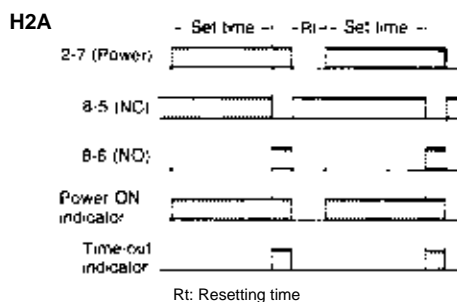 H2A
Set time Rt Set time
2-7 (Power)
8-5 (NC)
8-6 (NO)
Power ON
indicator
Time-out
indicator
Rt: Resetting time